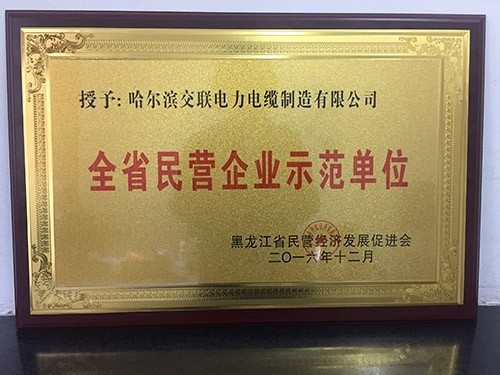 授予：哈尔滨交联电力电缆制造有限公司
全省民营企业示范单位
黑龙江省民营经济发展促进会
二〇一六年十二月